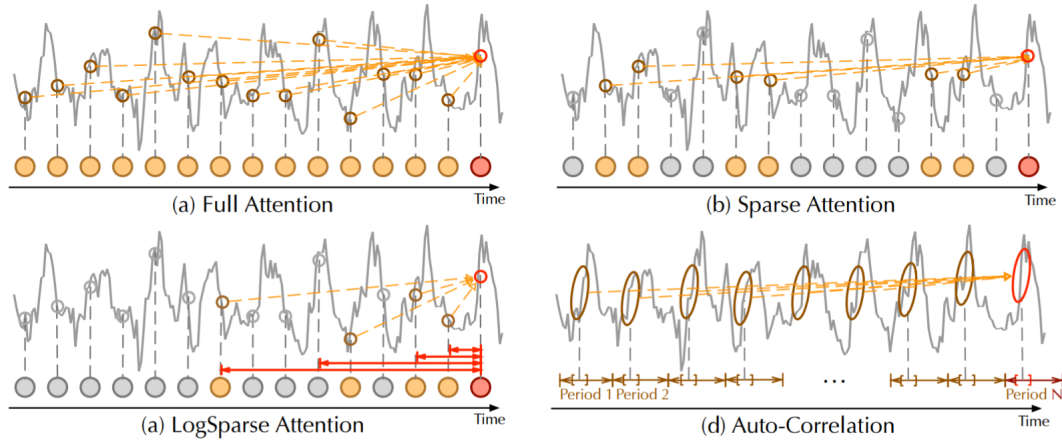 Time
(a) Full Attention
Time
(b) Sparse Attention
Time
(a) LogSparse Attention
Period 1 Period 2
...
Period N
Time
(d) Auto-Correlation